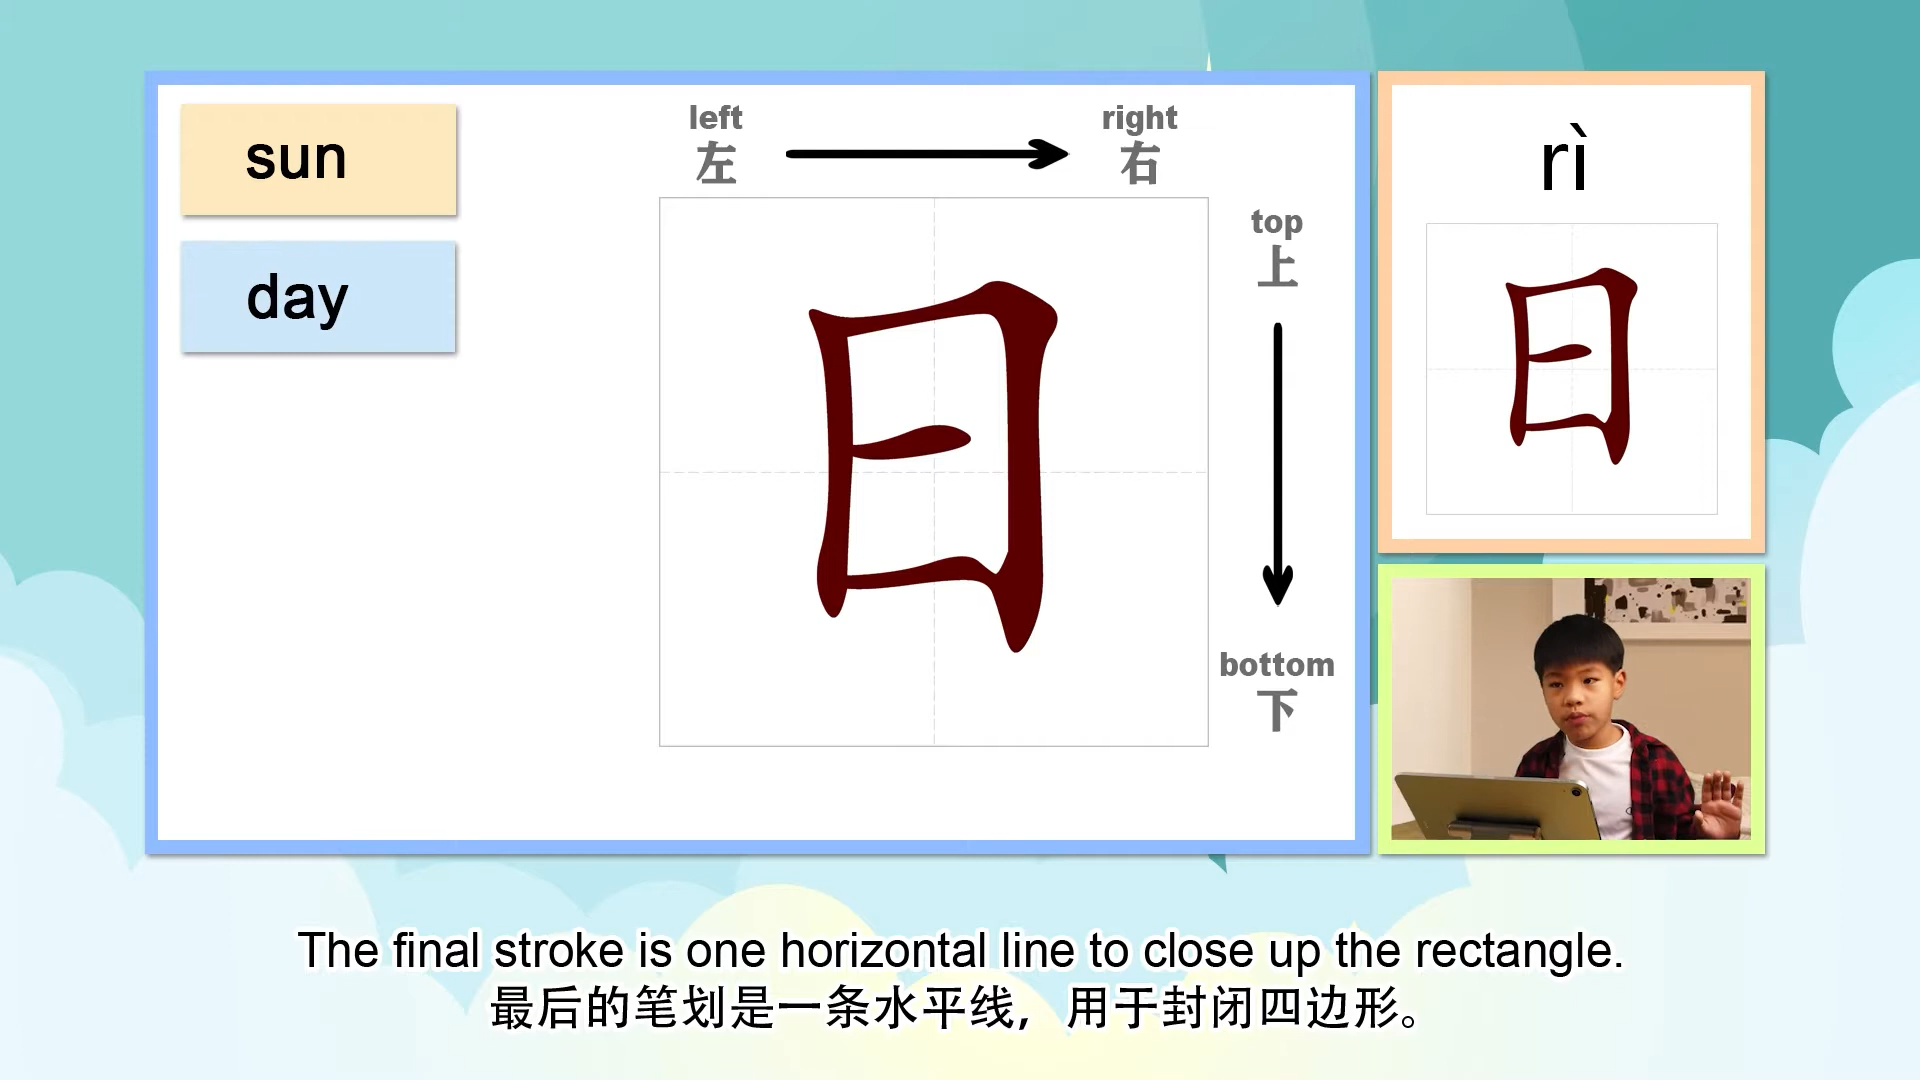 sun
day
left
左
right
右
日
top
上
bottom
下
rì
日
The final stroke is one horizontal line to close up the rectangle.
最后的笔划是一条水平线，用于封闭四边形。